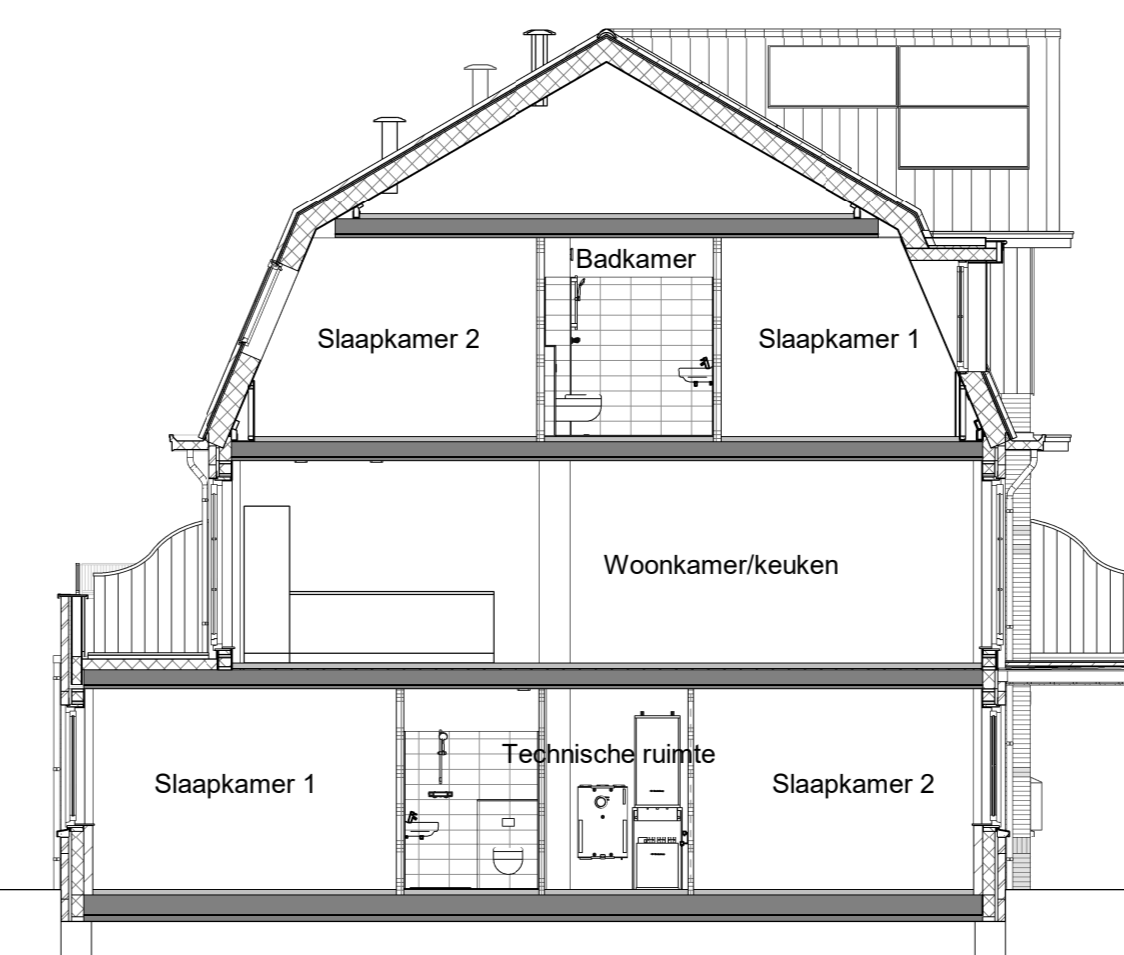 Badkamer
Slaapkamer 2
Slaapkamer 1
Woonkamer/keuken
Technische ruimte
Slaapkamer 1
Slaapkamer 2